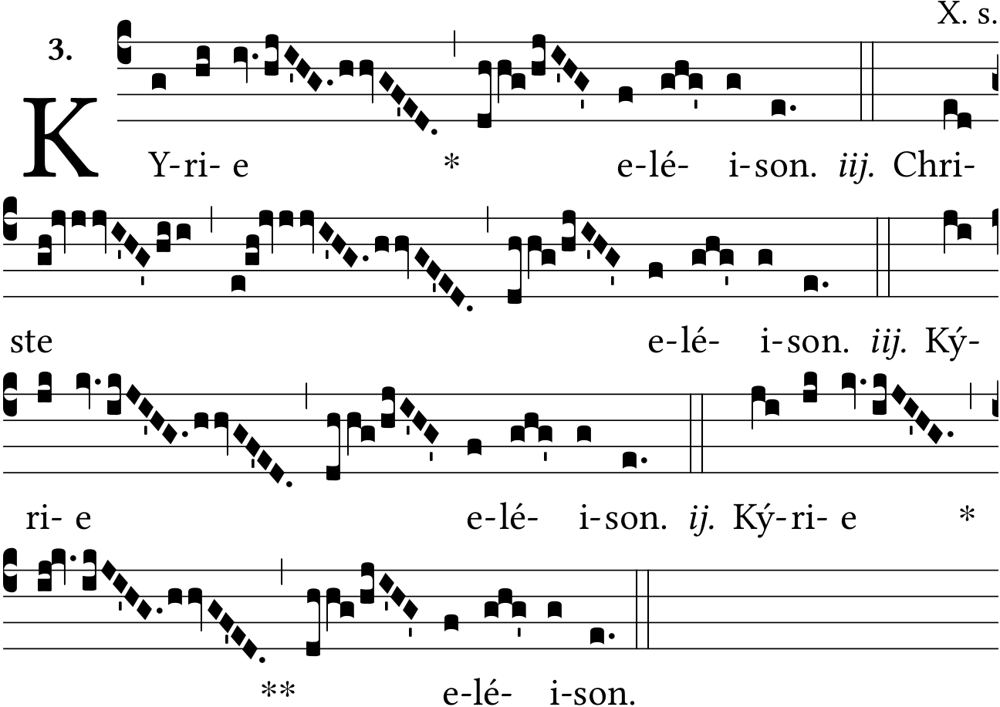 X. s.
3.
KY-ri- e * e-lé- i-son. iij. Chri-
ste e-lé- i-son. iij. Ký-
ri- e e-lé- i-son. ij. Ký-ri- e *
** e-lé- i-son.